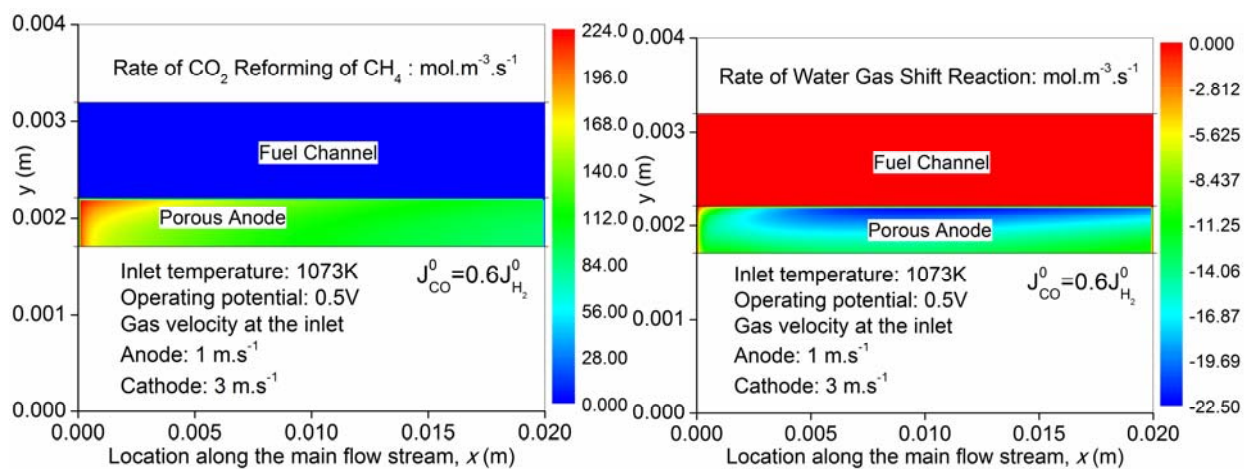 0.004
Rate of CO₂ Reforming of CH₄ : mol.m⁻³.s⁻¹
0.003
Fuel Channel
y (m)
0.002
Porous Anode
Inlet temperature: 1073K
J⁰_CO=0.6J⁰_H₂
Operating potential: 0.5V
0.001
Gas velocity at the inlet
Anode: 1 m.s⁻¹
Cathode: 3 m.s⁻¹
0.000
0.000 0.005 0.010 0.015 0.020
Location along the main flow stream, x (m)
224.0
196.0
168.0
140.0
112.0
84.00
56.00
28.00
0.000
0.004
Rate of Water Gas Shift Reaction: mol.m⁻³.s⁻¹
0.003
Fuel Channel
y (m)
0.002
Porous Anode
Inlet temperature: 1073K
J⁰_CO=0.6J⁰_H₂
Operating potential: 0.5V
0.001
Gas velocity at the inlet
Anode: 1 m.s⁻¹
Cathode: 3 m.s⁻¹
0.000
0.000 0.005 0.010 0.015 0.020
Location along the main flow stream, x (m)
0.000
-2.812
-5.625
-8.437
-11.25
-14.06
-16.87
-19.69
-22.50